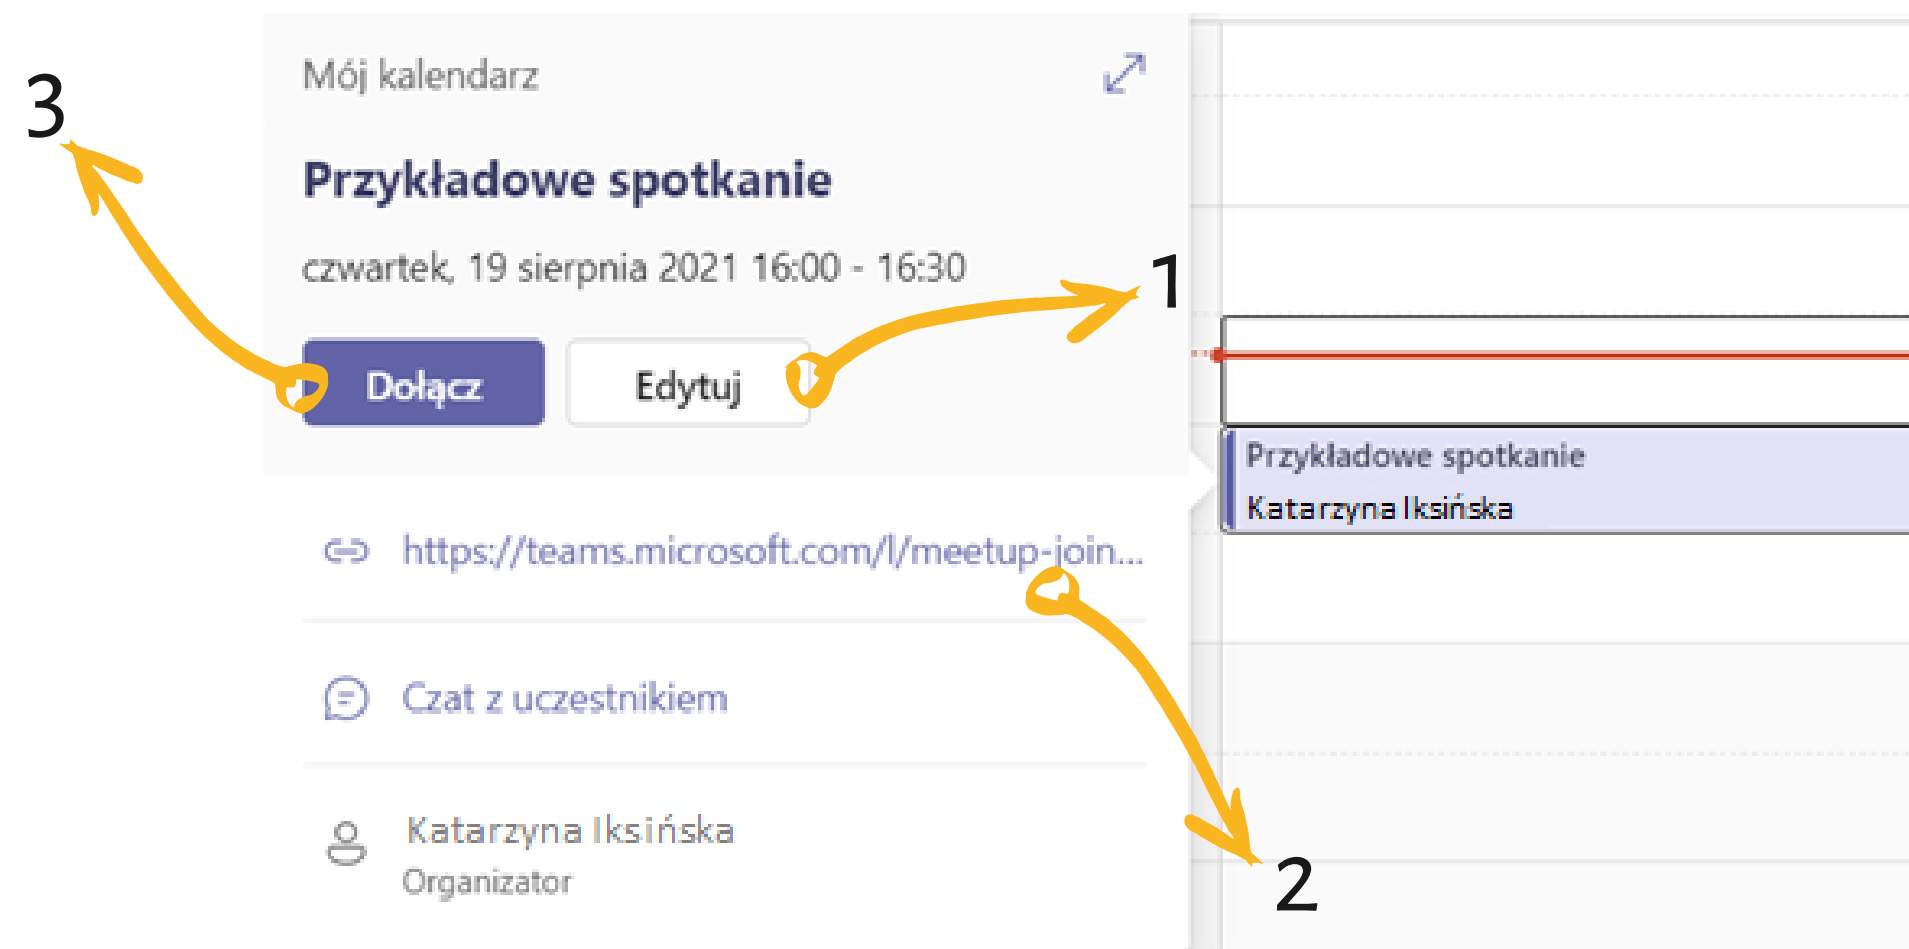 3
Mój kalendarz
Przykładowe spotkanie
czwartek, 19 sierpnia 2021 16:00 - 16:30
1
Dołącz
Edytuj
Przykładowe spotkanie
Katarzyna Iksińska
https://teams.microsoft.com/l/meetup-join...
Czat z uczestnikiem
Katarzyna Iksińska
Organizator
2